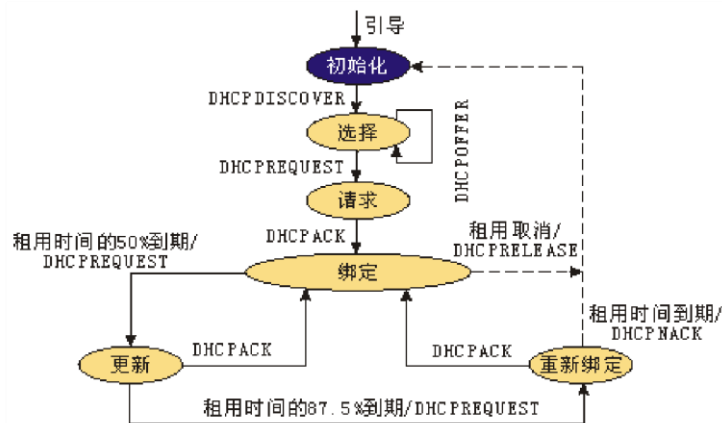 引导
初始化
DHCPDISCOVER
选择
DHCPOFFER
DHCPREQUEST
请求
DHCPACK
租用时间的50%到期/
DHCPREQUEST
绑定
租用取消/
DHCPRELEASE
租用时间到期/
DHCPNACK
更新
DHCPACK
DHCPACK
重新绑定
租用时间的87.5%到期/DHCPREQUEST